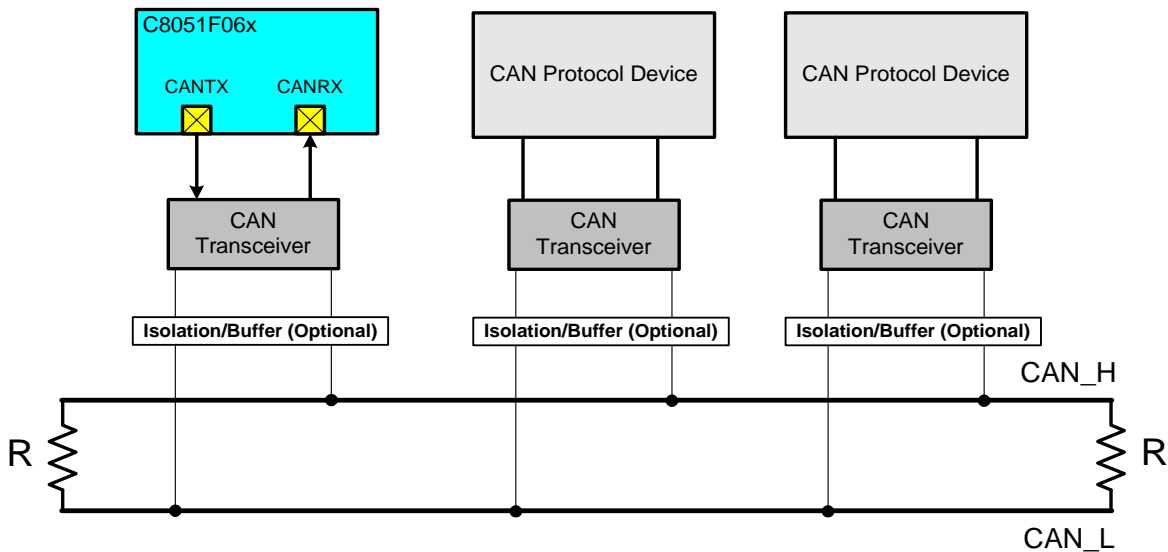 C8051F06x
CANTX
CANRX
CAN Protocol Device
CAN Protocol Device
CAN
Transceiver
CAN
Transceiver
CAN
Transceiver
Isolation/Buffer (Optional)
Isolation/Buffer (Optional)
Isolation/Buffer (Optional)
CAN_H
R
R
CAN_L